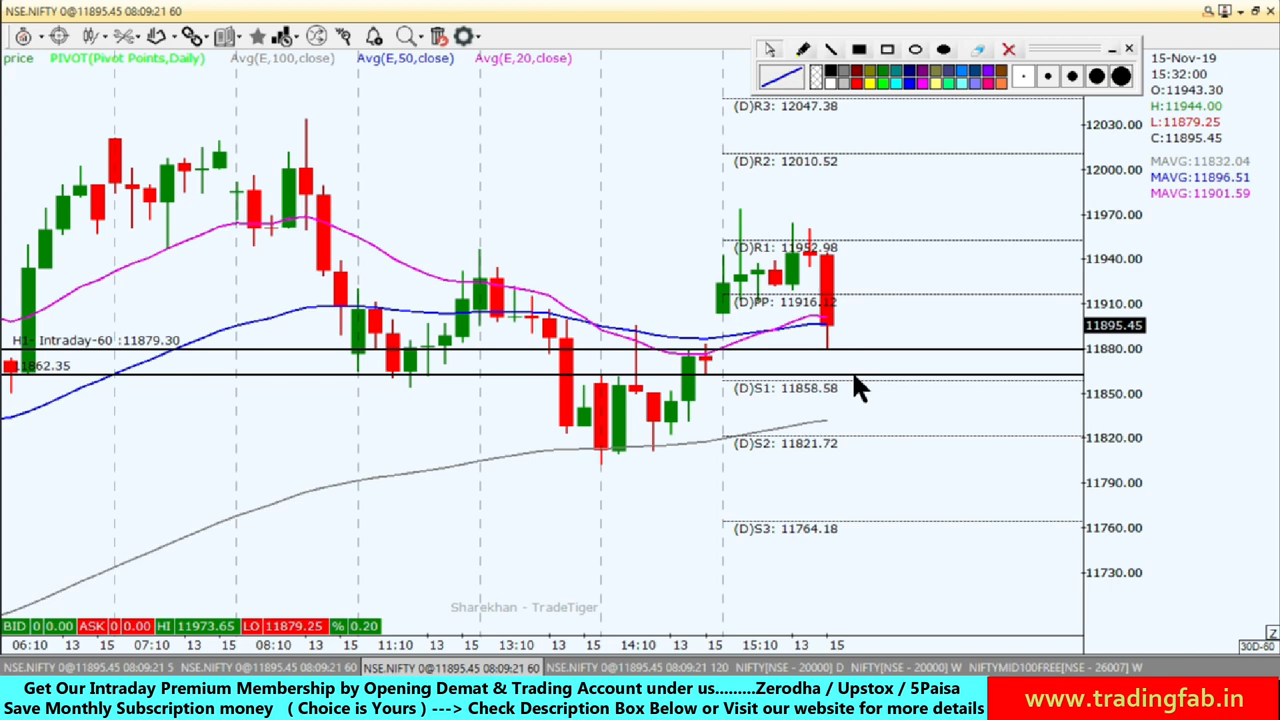 NSE.NIFTY 0@11895.45 08:09:21 60
price PIVOT(Pivot Points,Daily) Avg(E,100,close) Avg(E,50,close) Avg(E,20,close)
15-Nov-19
15:32:00
O:11943.30
H:11944.00
L:11879.25
C:11895.45
MAVG:11832.04
MAVG:11896.51
MAVG:11901.59
(D)R3: 12047.38
12030.00
(D)R2: 12010.52
12000.00
11970.00
(D)R1: 11952.98
11940.00
(D)PP: 11916.12
11910.00
11895.45
H1- Intraday-60 :11879.30
11880.00
11862.35
(D)S1: 11858.58
11850.00
(D)S2: 11821.72
11820.00
11790.00
(D)S3: 11764.18
11760.00
11730.00
Sharekhan - TradeTiger
BID 0 0.00 ASK 0 0.00 HI 11973.65 LO 11879.25 % 0.20
06:10 13 15 07:10 13 15 08:10 13 15 11:10 13 15 13:10 13 15 14:10 13 15 15:10 13 15
30D-60
Z
NSE.NIFTY 0@11895.45 08:09:21 5 NSE.NIFTY 0@11895.45 08:09:21 60 NSE.NIFTY 0@11895.45 08:09:21 60 NSE.NIFTY 0@11895.45 08:09:21 120 NIFTY[NSE - 20000] D NIFTY[NSE - 20000] W NIFTYMID100FREE[NSE - 26007] W
Get Our Intraday Premium Membership by Opening Demat & Trading Account under us.........Zerodha / Upstox / 5Paisa
Save Monthly Subscription money ( Choice is Yours ) ---> Check Description Box Below or Visit our website for more details
www.tradingfab.in